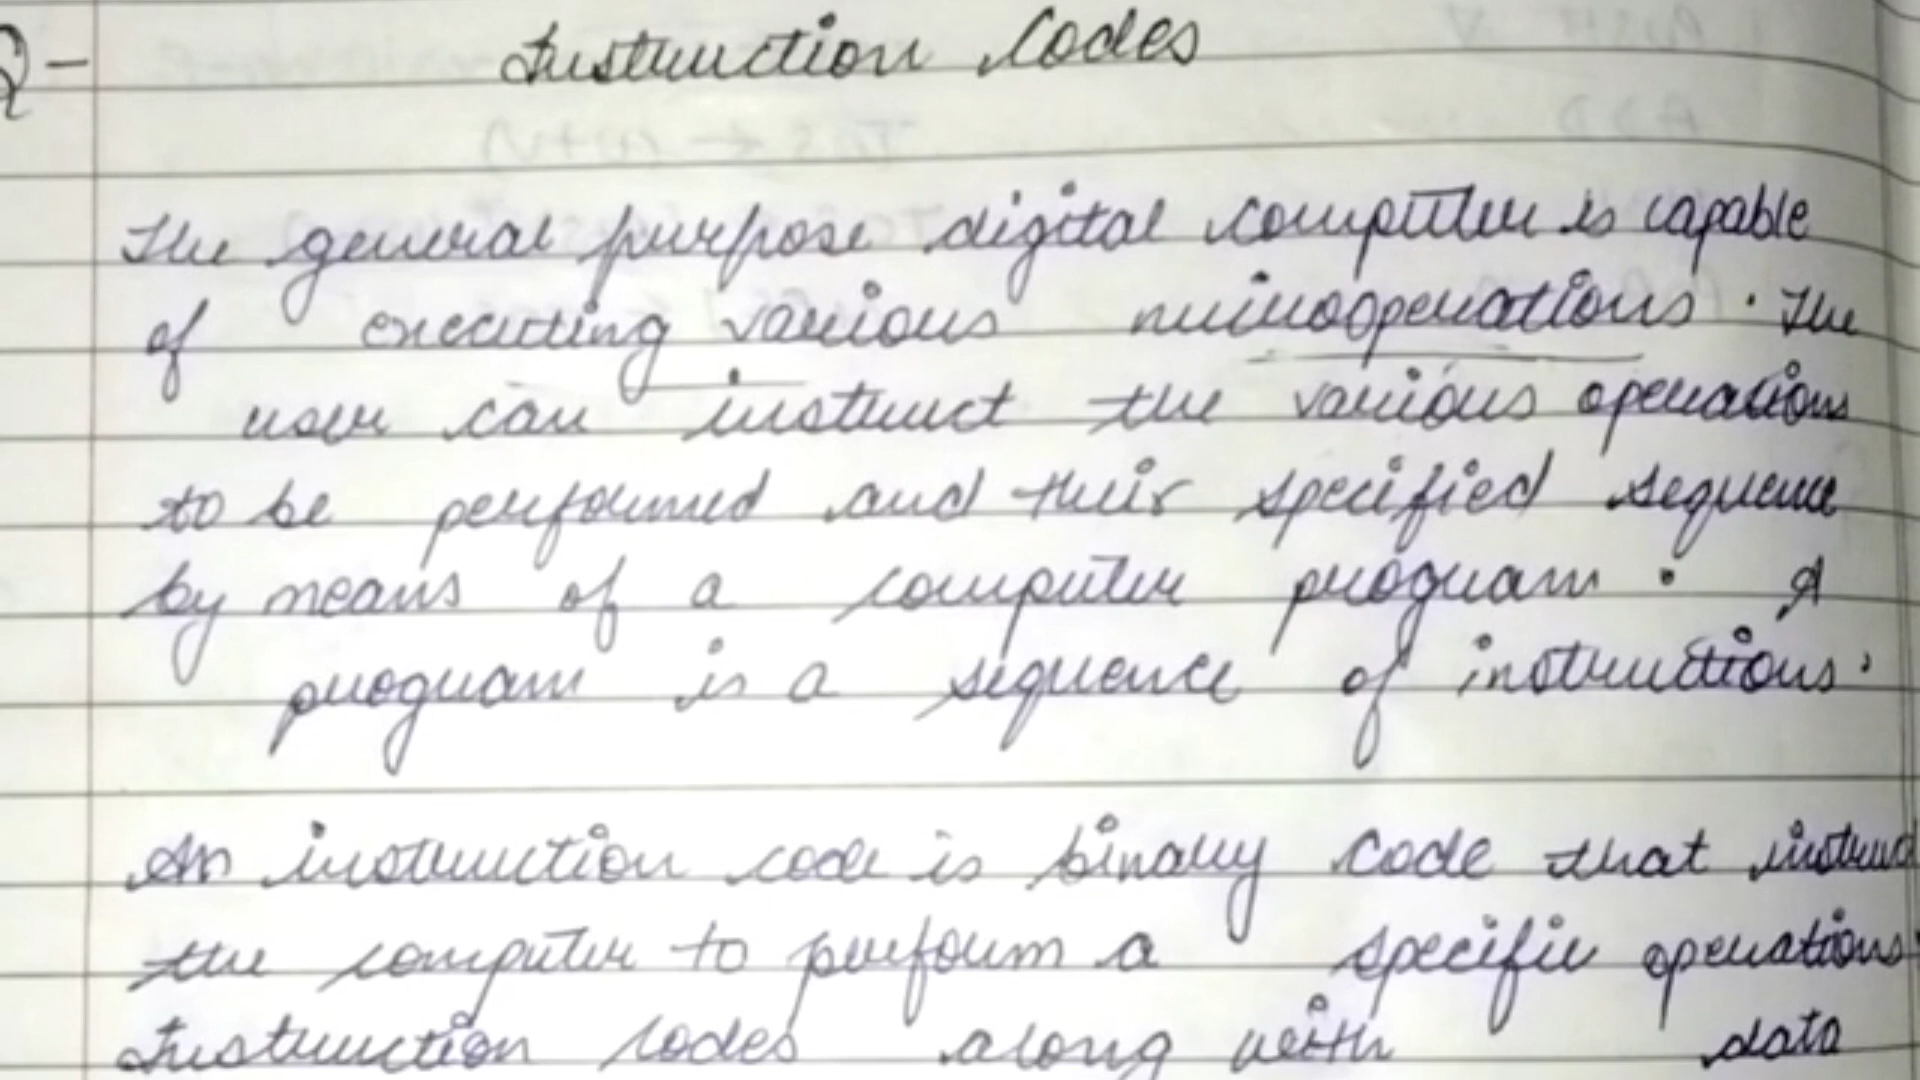 Q- Instruction Codes
The general purpose digital computer is capable
of executing various microoperations. The
user can instruct the various operations
to be performed and their specified sequence
by means of a computer program. A
program is a sequence of instructions.
An instruction code is binary code that instruct
the computer to perform a specific operations
Instruction codes along with data